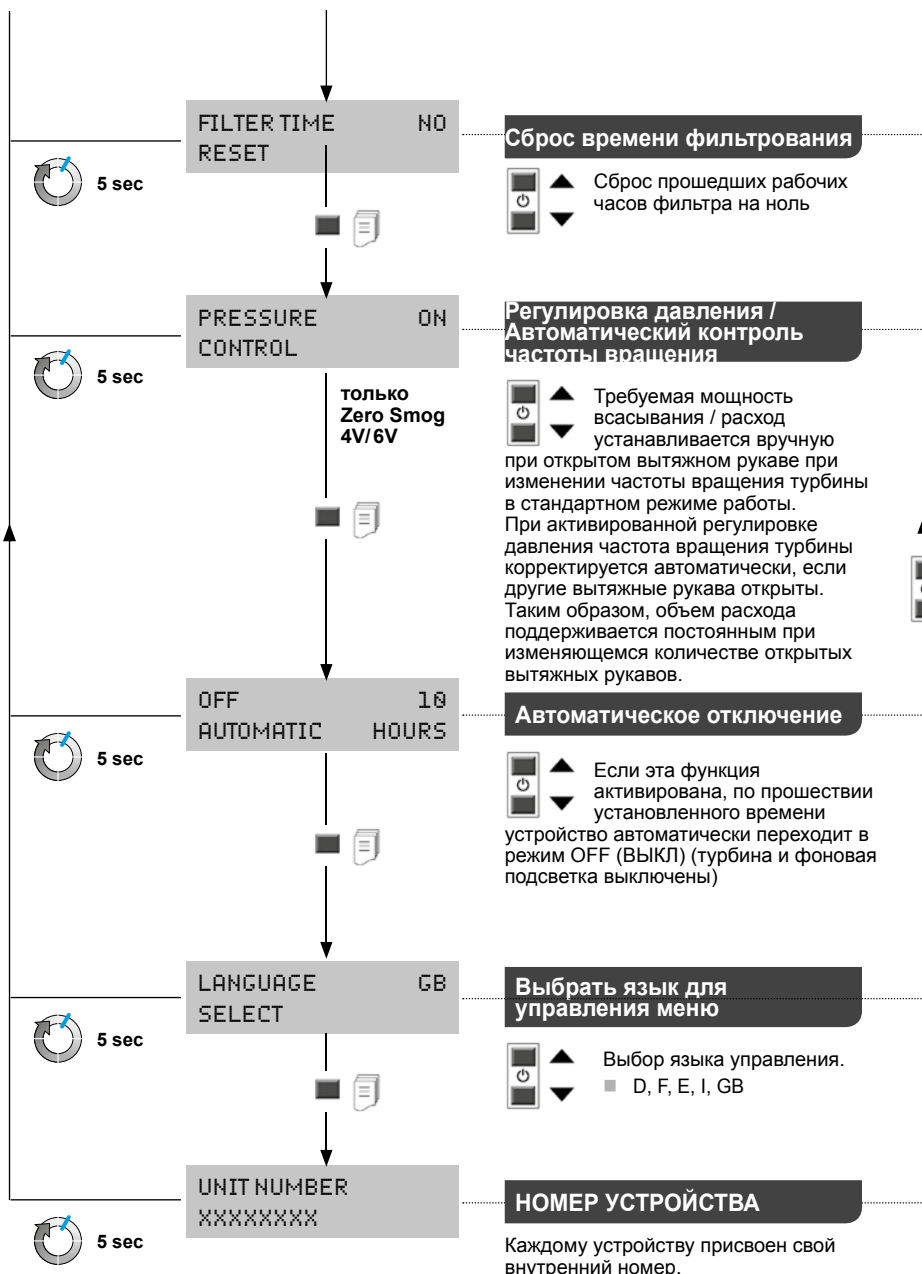 FILTER TIME NO
RESET
5 sec
Сброс времени фильтрования
Сброс прошедших рабочих
часов фильтра на ноль
PRESSURE ON
CONTROL
5 sec
только
Zero Smog
4V/6V
Регулировка давления /
Автоматический контроль
частоты вращения
Требуемая мощность
всасывания / расход
устанавливается вручную
при открытом вытяжном рукаве при
изменении частоты вращения турбины
в стандартном режиме работы.
При активированной регулировке
давления частота вращения турбины
корректируется автоматически, если
другие вытяжные рукава открыты.
Таким образом, объем расхода
поддерживается постоянным при
изменяющемся количестве открытых
вытяжных рукавов.
OFF 10
AUTOMATIC HOURS
5 sec
Автоматическое отключение
Если эта функция
активирована, по прошествии
установленного времени
устройство автоматически переходит в
режим OFF (ВЫКЛ) (турбина и фоновая
подсветка выключены)
LANGUAGE GB
SELECT
5 sec
Выбрать язык для
управления меню
Выбор языка управления.
■ D, F, E, I, GB
UNIT NUMBER
XXXXXXXX
5 sec
НОМЕР УСТРОЙСТВА
Каждому устройству присвоен свой
внутренний номер.